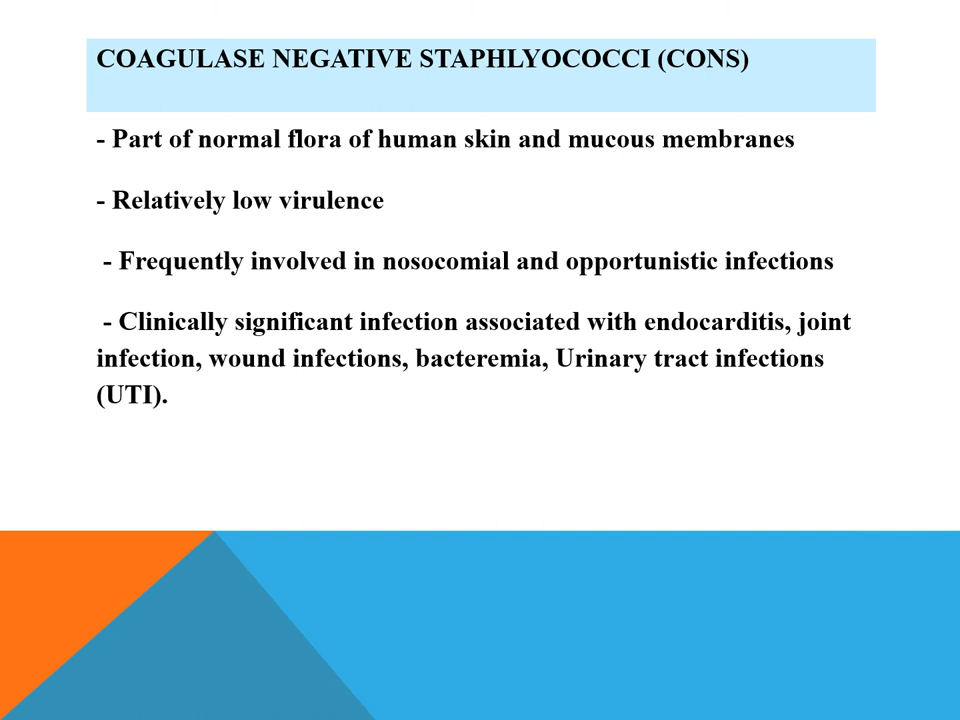 COAGULASE NEGATIVE STAPHLYOCOCCI (CONS)
- Part of normal flora of human skin and mucous membranes
- Relatively low virulence
- Frequently involved in nosocomial and opportunistic infections
- Clinically significant infection associated with endocarditis, joint
infection, wound infections, bacteremia, Urinary tract infections
(UTI).